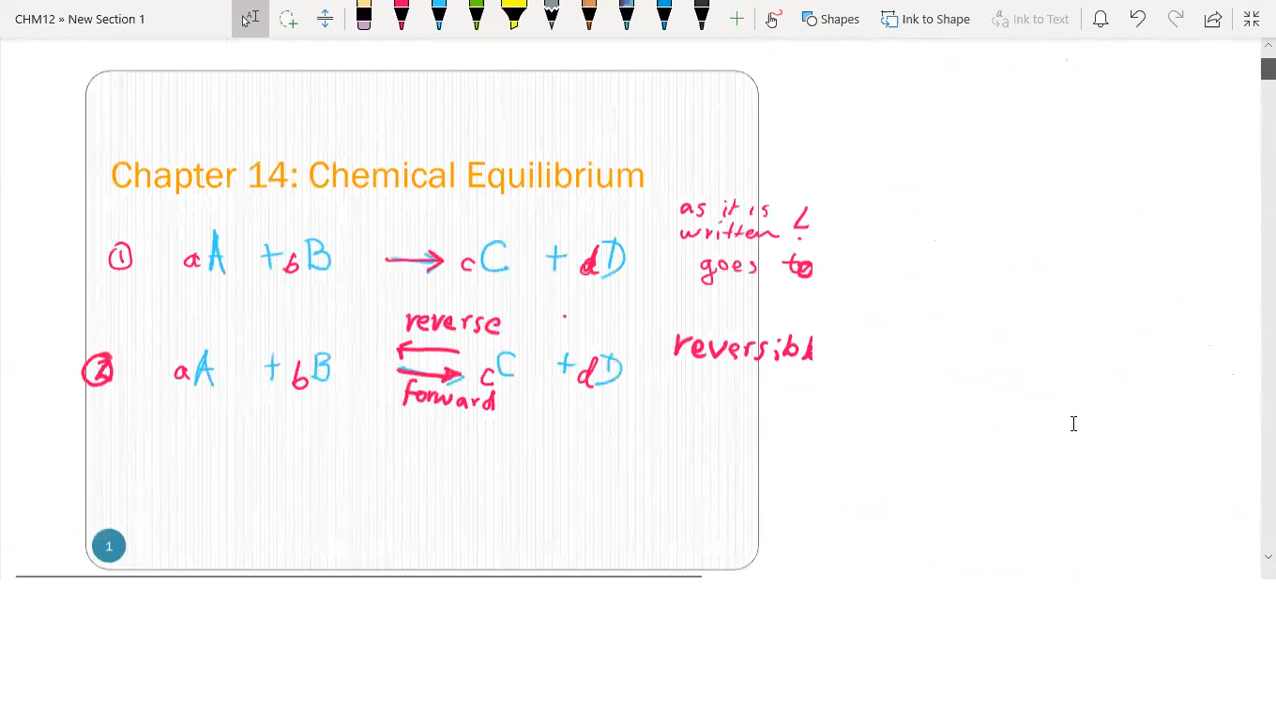 CHM12 » New Section 1
Shapes
Ink to Shape
Ink to Text
Chapter 14: Chemical Equilibrium
as it is
written
goes to
① aA + bB → cC + dD
reverse
reversibl
② aA + bB ⇄ cC + dD
forward
1